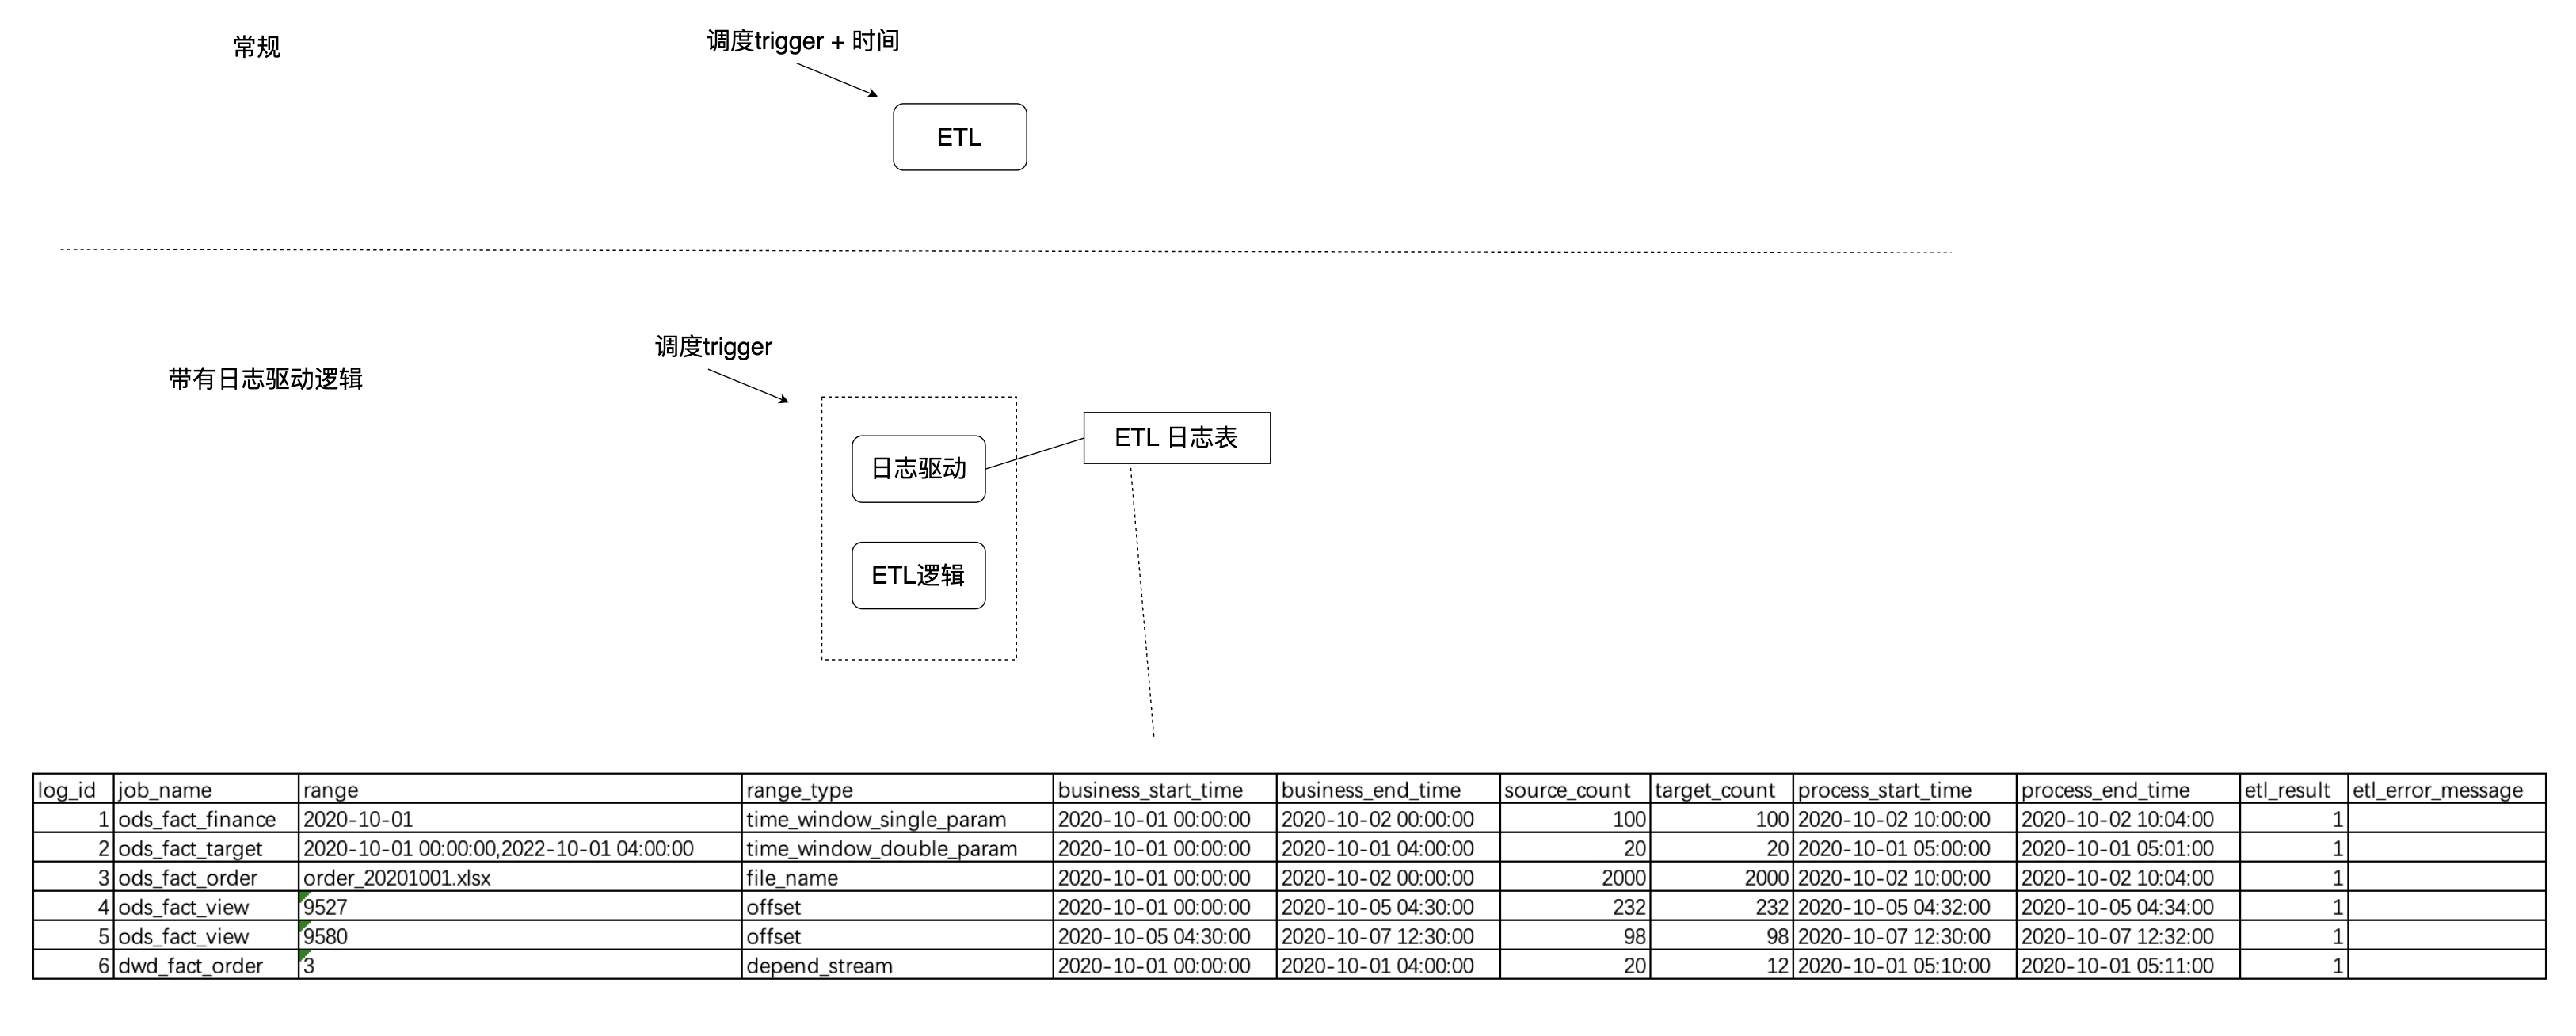 常规
调度trigger + 时间
ETL
调度trigger
带有日志驱动逻辑
日志驱动
ETL 日志表
ETL逻辑
log_id job_name range range_type business_start_time business_end_time source_count target_count process_start_time process_end_time etl_result etl_error_message
1 ods_fact_finance 2020-10-01 time_window_single_param 2020-10-01 00:00:00 2020-10-02 00:00:00 100 100 2020-10-02 10:00:00 2020-10-02 10:04:00 1
2 ods_fact_target 2020-10-01 00:00:00,2022-10-01 04:00:00 time_window_double_param 2020-10-01 00:00:00 2020-10-01 04:00:00 20 20 2020-10-01 05:00:00 2020-10-01 05:01:00 1
3 ods_fact_order order_20201001.xlsx file_name 2020-10-01 00:00:00 2020-10-02 00:00:00 2000 2000 2020-10-02 10:00:00 2020-10-02 10:04:00 1
4 ods_fact_view 9527 offset 2020-10-01 00:00:00 2020-10-05 04:30:00 232 232 2020-10-05 04:32:00 2020-10-05 04:34:00 1
5 ods_fact_view 9580 offset 2020-10-05 04:30:00 2020-10-07 12:30:00 98 98 2020-10-07 12:30:00 2020-10-07 12:32:00 1
6 dwd_fact_order 3 depend_stream 2020-10-01 00:00:00 2020-10-01 04:00:00 20 12 2020-10-01 05:10:00 2020-10-01 05:11:00 1